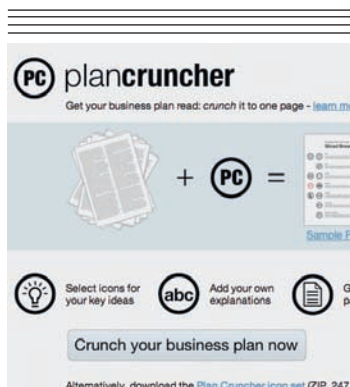 PC plancruncher
Get your business plan read: crunch it to one page - learn
+ PC =
Sample
Select icons for
your key ideas
abc
Add your own
explanations
Crunch your business plan now
Alternatively, download the Plan Cruncher icon set (ZIP, 247